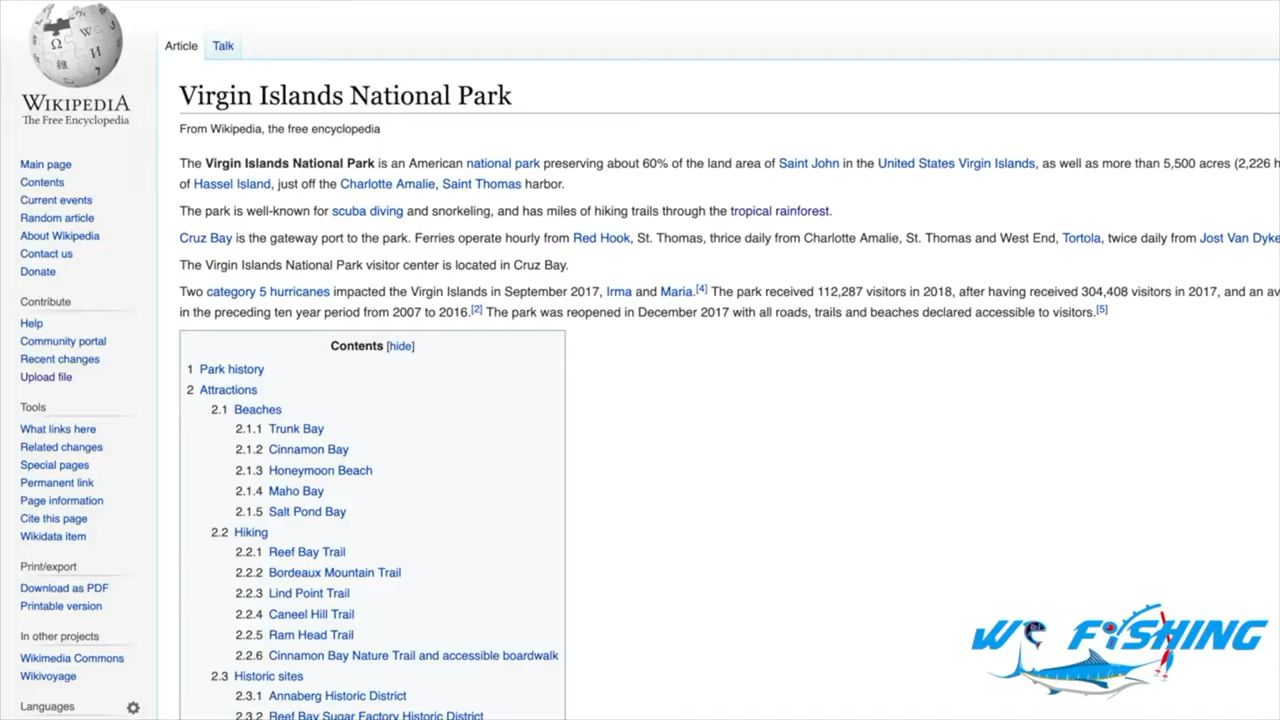 Article Talk
WIKIPEDIA
The Free Encyclopedia
Main page
Contents
Current events
Random article
About Wikipedia
Contact us
Donate
Contribute
Help
Community portal
Recent changes
Upload file
Tools
What links here
Related changes
Special pages
Permanent link
Page information
Cite this page
Wikidata item
Print/export
Download as PDF
Printable version
In other projects
Wikimedia Commons
Wikivoyage
Languages
Virgin Islands National Park
From Wikipedia, the free encyclopedia
The Virgin Islands National Park is an American national park preserving about 60% of the land area of Saint John in the United States Virgin Islands, as well as more than 5,500 acres (2,226 h
of Hassel Island, just off the Charlotte Amalie, Saint Thomas harbor.
The park is well-known for scuba diving and snorkeling, and has miles of hiking trails through the tropical rainforest.
Cruz Bay is the gateway port to the park. Ferries operate hourly from Red Hook, St. Thomas, thrice daily from Charlotte Amalie, St. Thomas and West End, Tortola, twice daily from Jost Van Dyke
The Virgin Islands National Park visitor center is located in Cruz Bay.
Two category 5 hurricanes impacted the Virgin Islands in September 2017, Irma and Maria.[4] The park received 112,287 visitors in 2018, after having received 304,408 visitors in 2017, and an av
in the preceding ten year period from 2007 to 2016.[2] The park was reopened in December 2017 with all roads, trails and beaches declared accessible to visitors.[5]
Contents [hide]
1 Park history
2 Attractions
2.1 Beaches
2.1.1 Trunk Bay
2.1.2 Cinnamon Bay
2.1.3 Honeymoon Beach
2.1.4 Maho Bay
2.1.5 Salt Pond Bay
2.2 Hiking
2.2.1 Reef Bay Trail
2.2.2 Bordeaux Mountain Trail
2.2.3 Lind Point Trail
2.2.4 Caneel Hill Trail
2.2.5 Ram Head Trail
2.2.6 Cinnamon Bay Nature Trail and accessible boardwalk
2.3 Historic sites
2.3.1 Annaberg Historic District
2.3.2 Reef Bay Sugar Factory Historic District
WC FiSHING